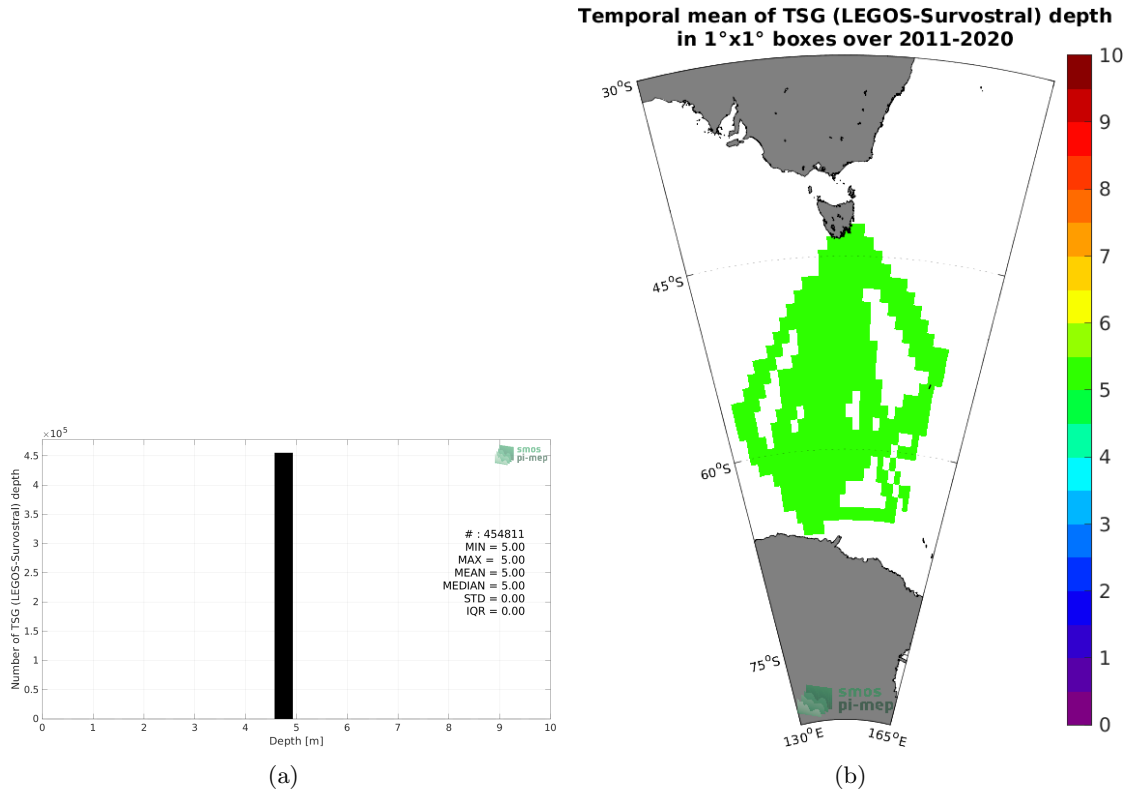 Temporal mean of TSG (LEGOS-Survostral) depth
in 1°x1° boxes over 2011-2020
30°S
45°S
60°S
75°S
130°E
165°E
smos
pi-mep
10
9
8
7
6
5
4
3
2
1
0
(b)
×10^5
4.5
4
3.5
3
2.5
2
1.5
1
0.5
0
Number of TSG (LEGOS-Survostral) depth
smos
pi-mep
# : 454811
MIN = 5.00
MAX = 5.00
MEAN = 5.00
MEDIAN = 5.00
STD = 0.00
IQR = 0.00
0 1 2 3 4 5 6 7 8 9 10
Depth [m]
(a)